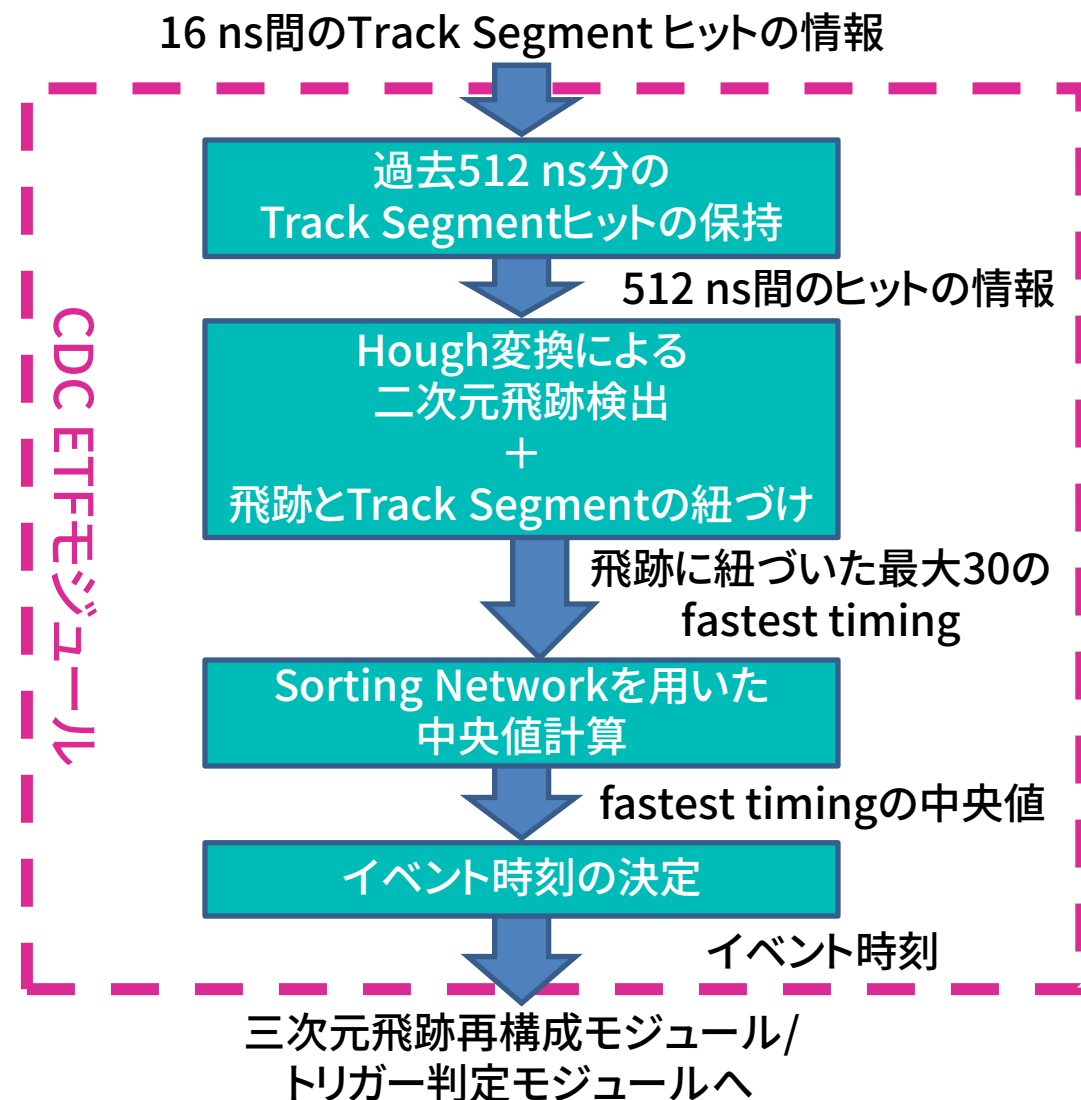 16 ns間のTrack Segment ヒットの情報
過去512 ns分の
Track Segmentヒットの保持
512 ns間のヒットの情報
Hough変換による
二次元飛跡検出
＋
飛跡とTrack Segmentの紐づけ
飛跡に紐づいた最大30の
fastest timing
Sorting Networkを用いた
中央値計算
fastest timingの中央値
イベント時刻の決定
イベント時刻
CDC ETFモジュール
三次元飛跡再構成モジュール/
トリガー判定モジュールへ